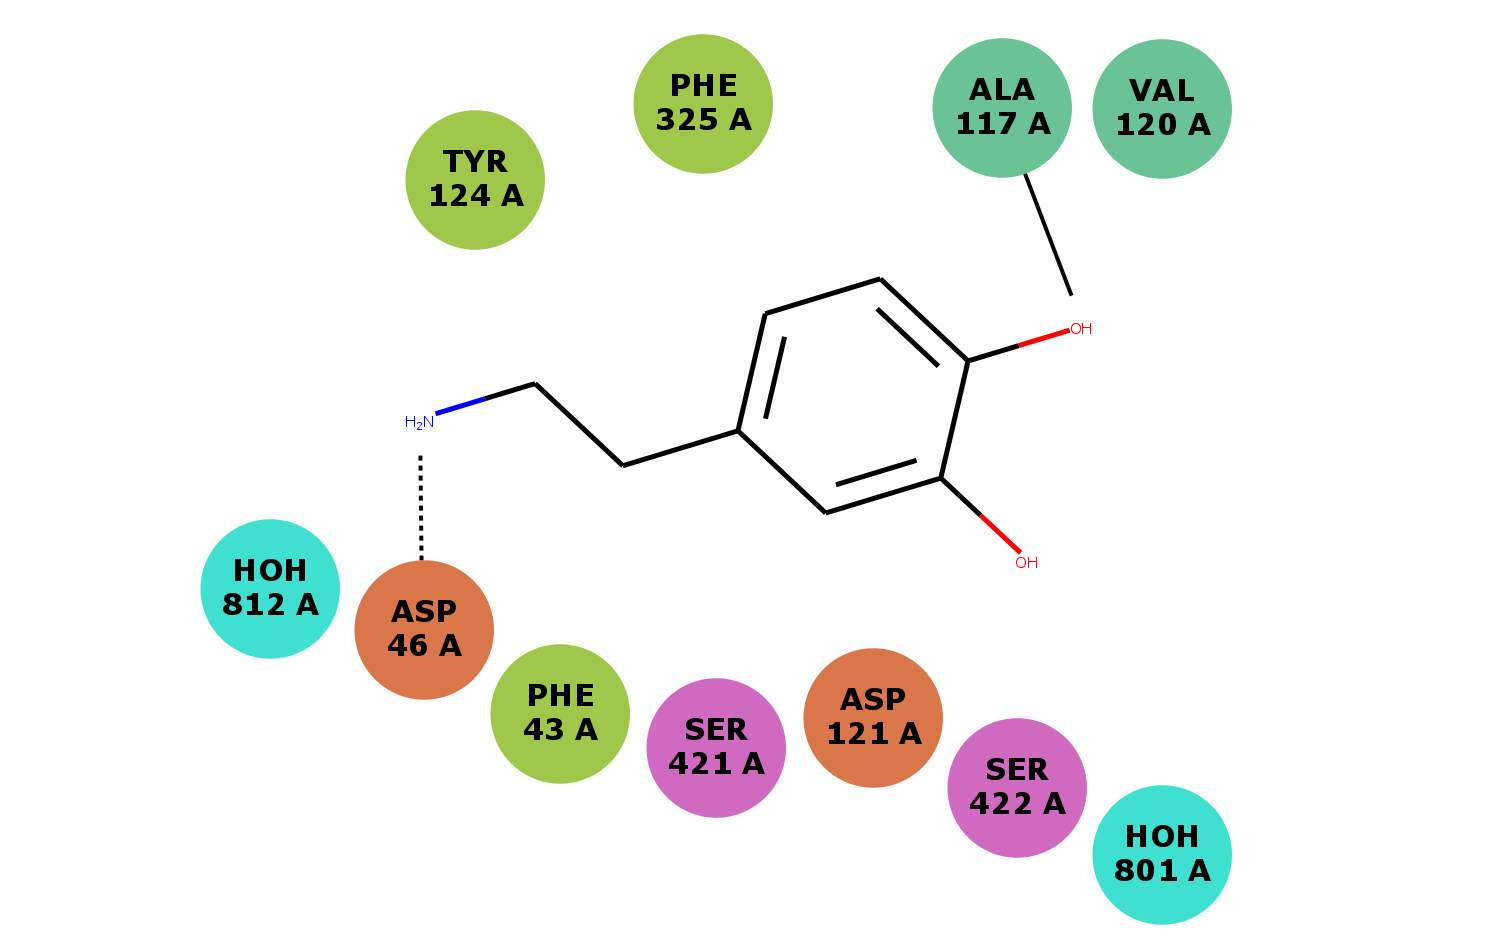 PHE
325 A
ALA
117 A
VAL
120 A
TYR
124 A
OH
H₂N
OH
HOH
812 A
ASP
46 A
PHE
43 A
SER
421 A
ASP
121 A
SER
422 A
HOH
801 A